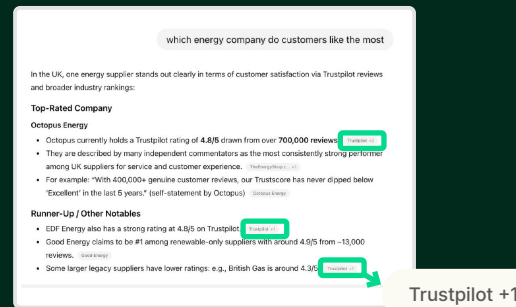 which energy company do customers like the most
In the UK, one energy supplier stands out clearly in terms of customer satisfaction via Trustpilot reviews
and broader industry rankings:
Top-Rated Company
Octopus Energy
• Octopus currently holds a Trustpilot rating of 4.8/5 drawn from over 700,000 reviews Trustpilot +1
• They are described by many independent commentators as the most consistently strong performer
among UK suppliers for service and customer experience.
• For example: "With 400,000+ genuine customer reviews, our Trustscore has never dipped below
'Excellent' in the last 5 years." (self-statement by Octopus) Octopus Energy
Runner-Up / Other Notables
• EDF Energy also has a strong rating at 4.8/5 on Trustpilot. Trustpilot +1
• Good Energy claims to be #1 among renewable-only suppliers with around 4.9/5 from ~13,000
reviews. Good Energy
• Some larger legacy suppliers have lower ratings: e.g., British Gas is around 4.3/5 Trustpilot +1
Trustpilot +1